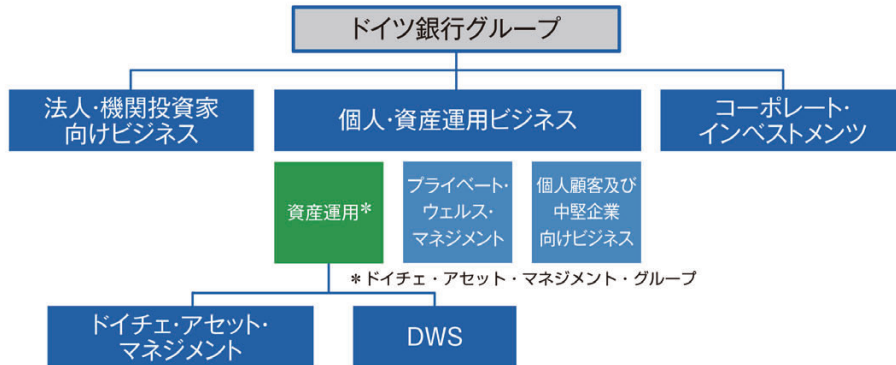 ドイツ銀行グループ
法人・機関投資家
向けビジネス
個人・資産運用ビジネス
コーポレート・
インベストメンツ
資産運用*
プライベート・
ウェルス・
マネジメント
個人顧客及び
中堅企業
向けビジネス
*ドイチェ・アセット・マネジメント・グループ
ドイチェ・アセット・
マネジメント
DWS